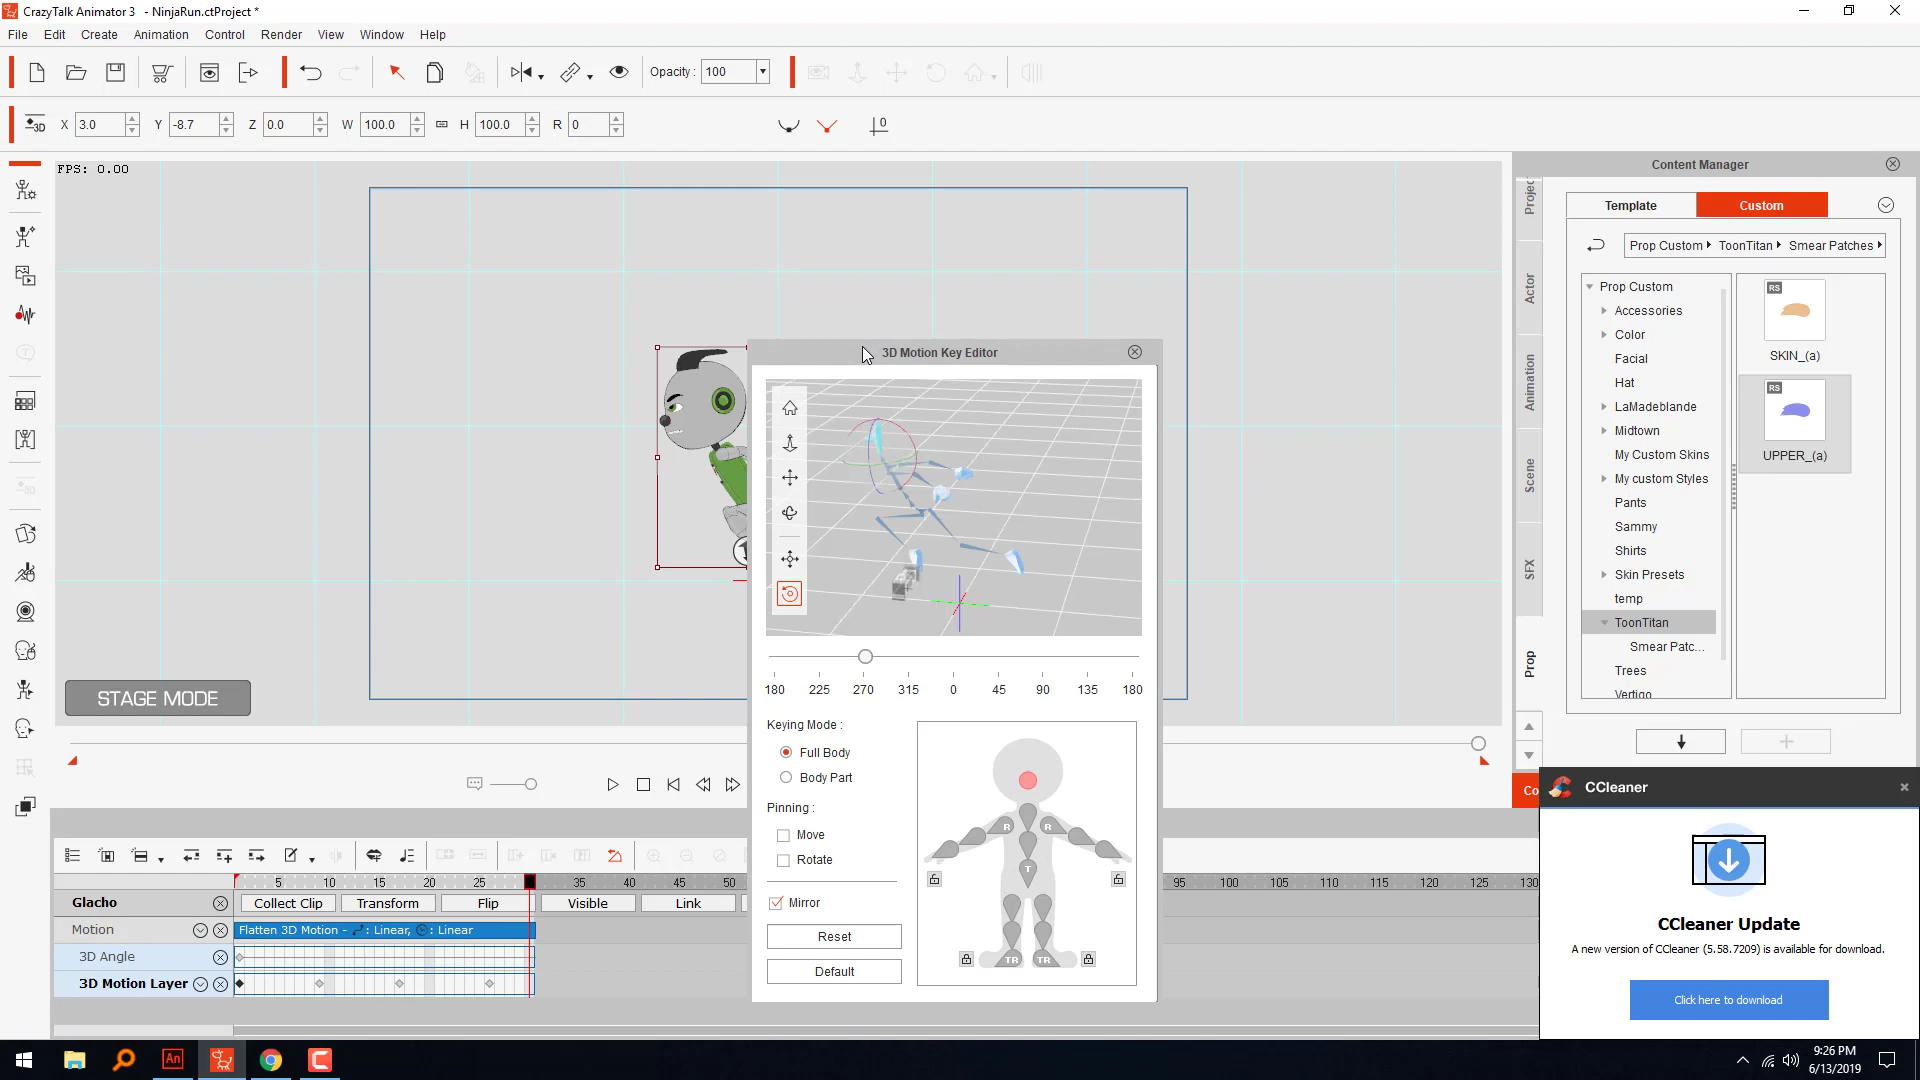 CrazyTalk Animator 3   - NinjaRun.ctProject *
File Edit Create Animation Control Render View Window Help
Opacity : 100
3D X 3.0 Y -8.7 Z 0.0 W 100.0 H 100.0 R 0 0
FPS: 0.00
STAGE MODE
3D Motion Key Editor
180 225 270 315 0 45 90 135 180
Keying Mode :
Full Body
Body Part
Pinning :
Move
Rotate
Mirror
Reset
Default
R R
T
TR TR
Content Manager
Template Custom
Prop Custom ToonTitan Smear Patches
Project
Actor
Animation
Scene
SFX
Prop
Prop Custom
Accessories
Color
Facial
Hat
LaMadeblande
Midtown
My Custom Skins
My custom Styles
Pants
Sammy
Shirts
Skin Presets
temp
ToonTitan
Smear Patc...
Trees
Vertigo
RS
SKIN_(a)
RS
UPPER_(a)
Co
CCleaner
CCleaner Update
A new version of CCleaner (5.58.7209) is available for download.
Click here to download
5 10 15 20 25 35 40 45 50 95 100 105 110 115 120 125 130
Glacho Collect Clip Transform Flip Visible Link
Motion Flatten 3D Motion - : Linear, : Linear
3D Angle
3D Motion Layer
An
9:26 PM
6/13/2019